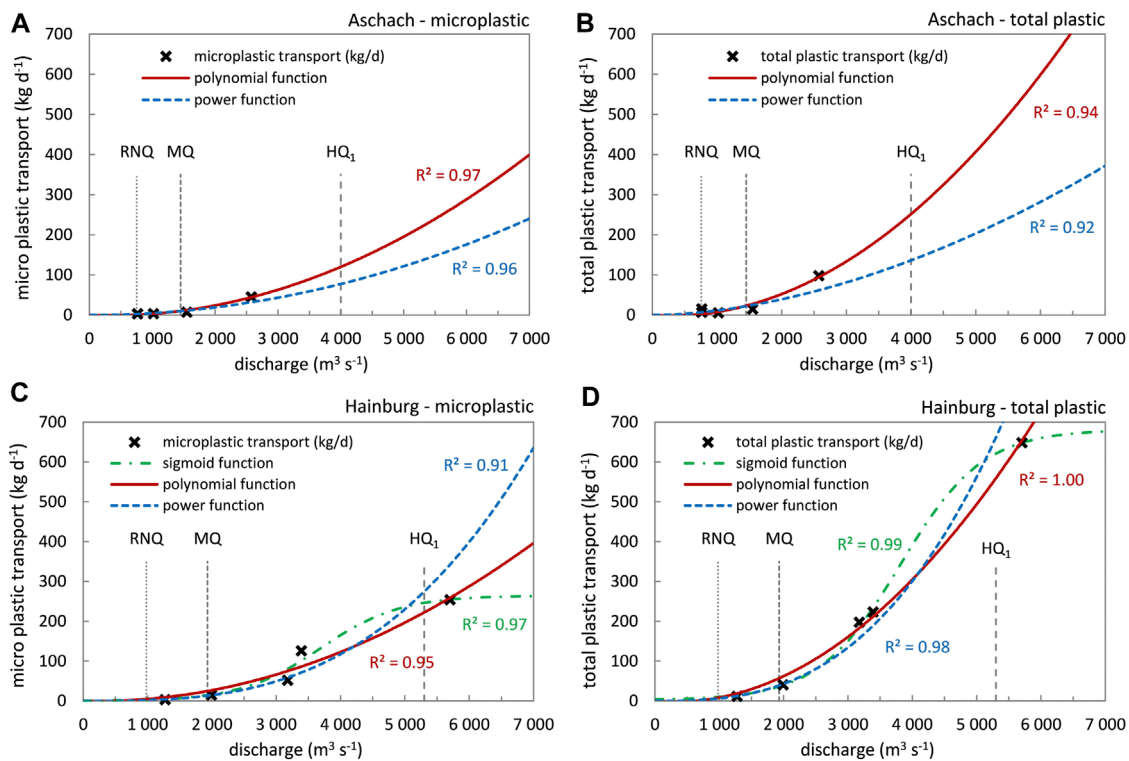 A
Aschach - microplastic
micro plastic transport (kg d⁻¹)
700
600
500
400
300
200
100
0
microplastic transport (kg/d)
polynomial function
power function
RNQ
MQ
HQ₁
R² = 0.97
R² = 0.96
0 1 000 2 000 3 000 4 000 5 000 6 000 7 000
discharge (m³ s⁻¹)
B
Aschach - total plastic
total plastic transport (kg d⁻¹)
700
600
500
400
300
200
100
0
total plastic transport (kg/d)
polynomial function
power function
RNQ
MQ
HQ₁
R² = 0.94
R² = 0.92
0 1 000 2 000 3 000 4 000 5 000 6 000 7 000
discharge (m³ s⁻¹)
C
Hainburg - microplastic
micro plastic transport (kg d⁻¹)
700
600
500
400
300
200
100
0
microplastic transport (kg/d)
sigmoid function
polynomial function
power function
RNQ
MQ
HQ₁
R² = 0.91
R² = 0.97
R² = 0.95
0 1 000 2 000 3 000 4 000 5 000 6 000 7 000
discharge (m³ s⁻¹)
D
Hainburg - total plastic
total plastic transport (kg d⁻¹)
700
600
500
400
300
200
100
0
total plastic transport (kg/d)
sigmoid function
polynomial function
power function
RNQ
MQ
HQ₁
R² = 1.00
R² = 0.99
R² = 0.98
0 1 000 2 000 3 000 4 000 5 000 6 000 7 000
discharge (m³ s⁻¹)